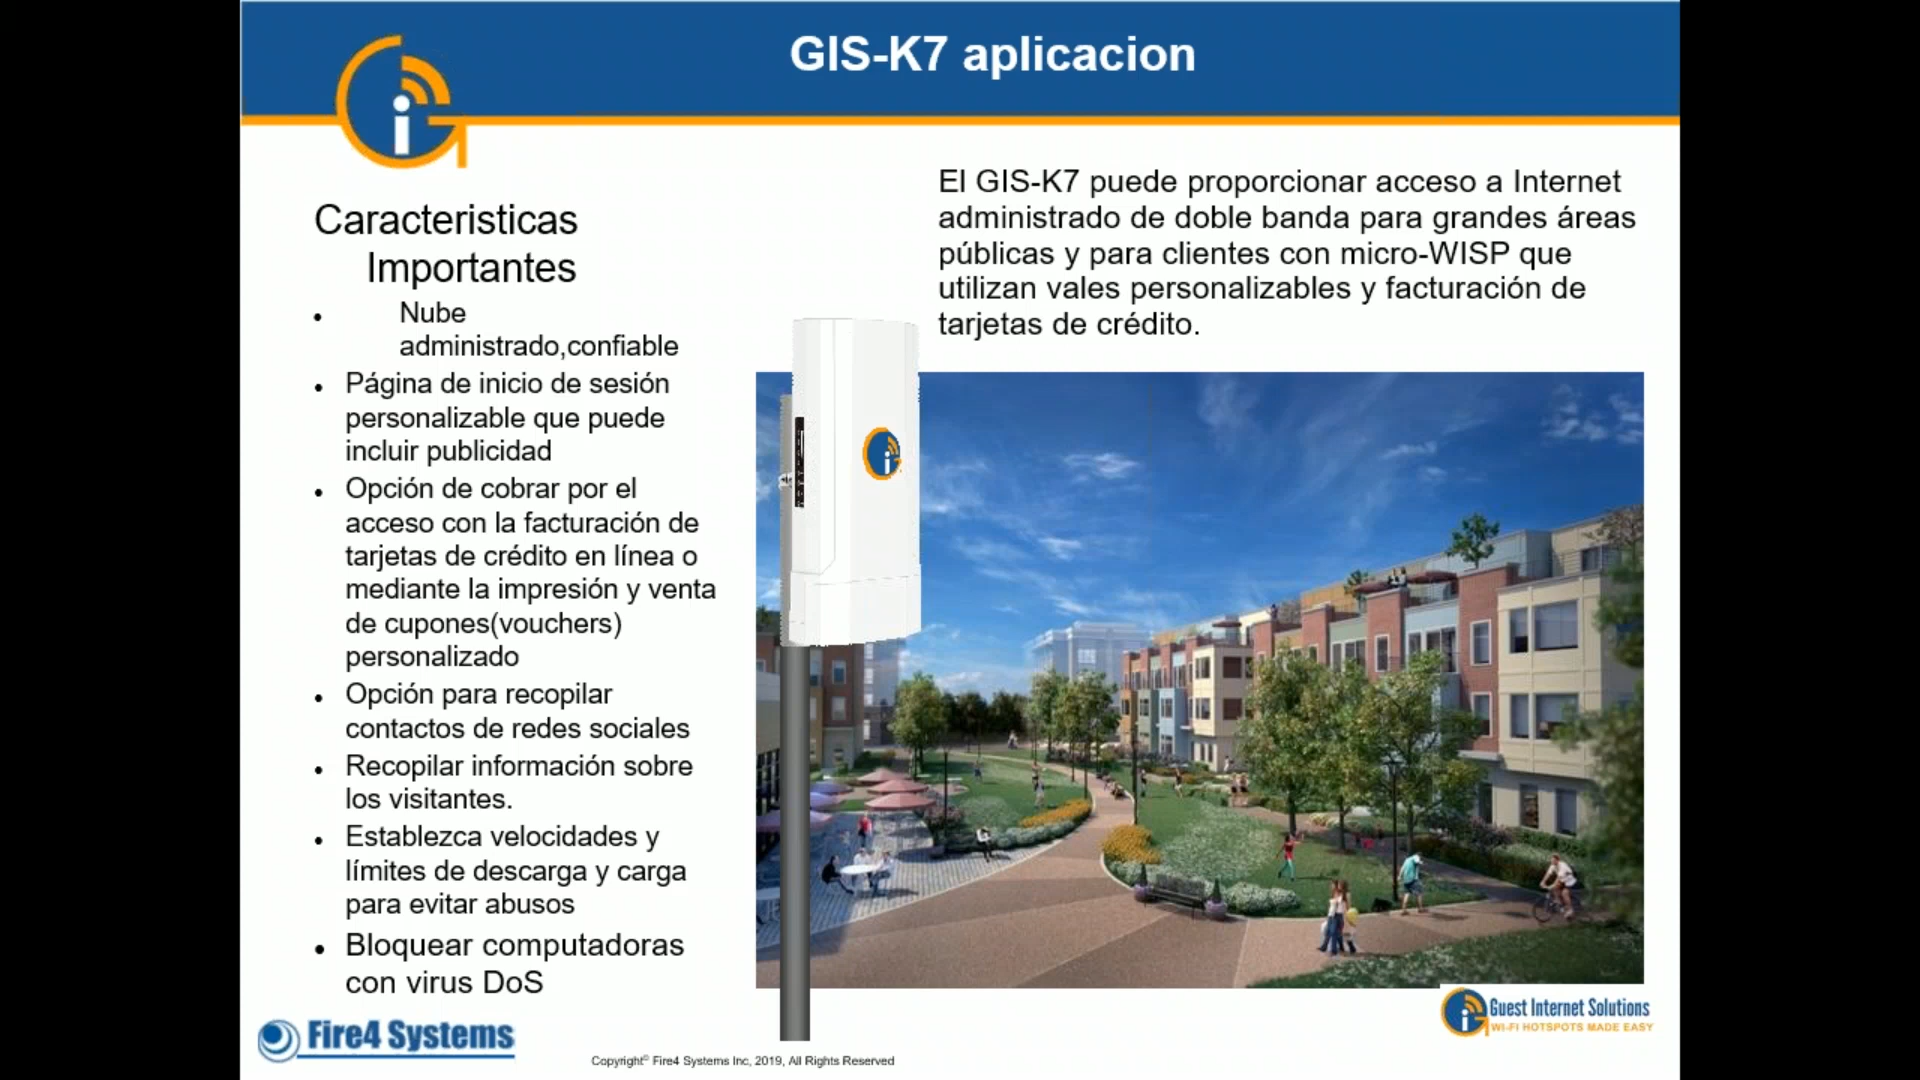 GIS-K7 aplicacion
Caracteristicas
Importantes
Nube
administrado,confiable
Página de inicio de sesión
personalizable que puede
incluir publicidad
Opción de cobrar por el
acceso con la facturación de
tarjetas de crédito en línea o
mediante la impresión y venta
de cupones(vouchers)
personalizado
Opción para recopilar
contactos de redes sociales
Recopilar información sobre
los visitantes.
Establezca velocidades y
límites de descarga y carga
para evitar abusos
Bloquear computadoras
con virus DoS
El GIS-K7 puede proporcionar acceso a Internet
administrado de doble banda para grandes áreas
públicas y para clientes con micro-WISP que
utilizan vales personalizables y facturación de
tarjetas de crédito.
Fire4 Systems
Copyright© Fire4 Systems Inc, 2019, All Rights Reserved
Guest Internet Solutions
WI-FI HOTSPOTS MADE EASY